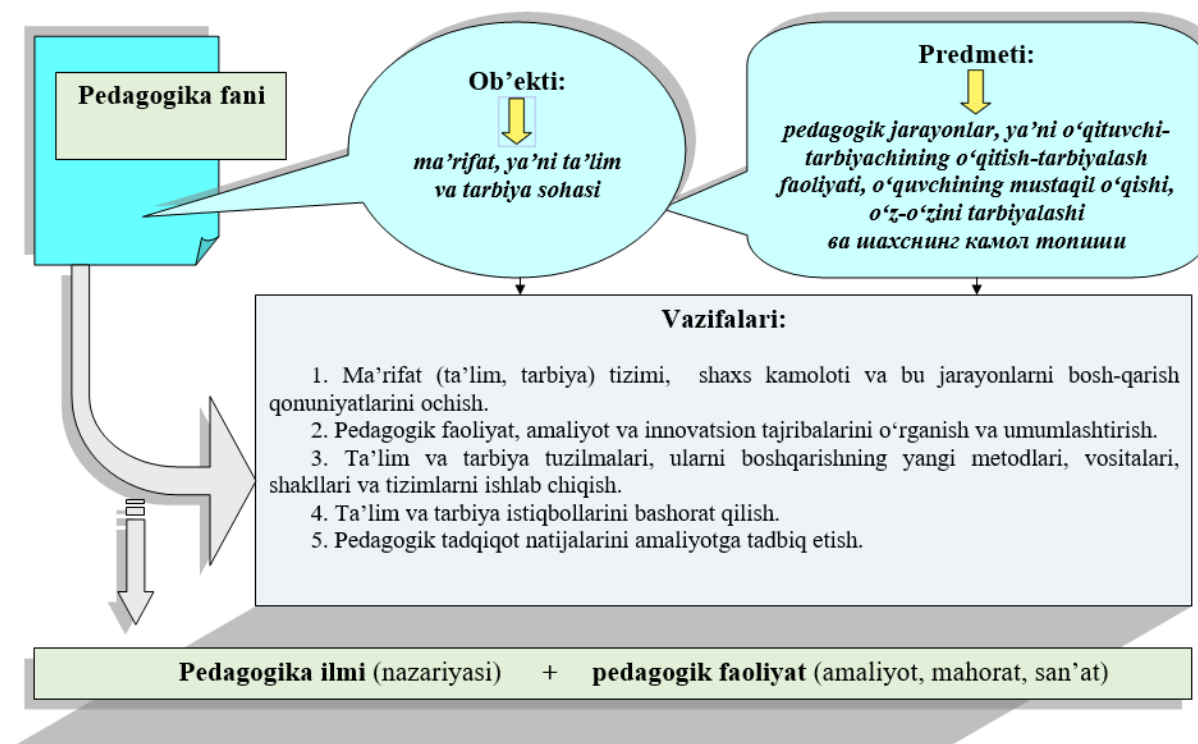 Pedagogika fani
Ob’ekti:
ma’rifat, ya’ni ta’lim
va tarbiya sohasi
Predmeti:
pedagogik jarayonlar, ya’ni o‘qituvchi-
tarbiyachining o‘qitish-tarbiyalash
faoliyati, o‘quvchining mustaqil o‘qishi,
o‘z-o‘zini tarbiyalashi
ва шахснинг камол топиши
Vazifalari:
1. Ma’rifat (ta’lim, tarbiya) tizimi, shaxs kamoloti va bu jarayonlarni bosh-qarish
qonuniyatlarini ochish.
2. Pedagogik faoliyat, amaliyot va innovatsion tajribalarini o‘rganish va umumlashtirish.
3. Ta’lim va tarbiya tuzilmalari, ularni boshqarishning yangi metodlari, vositalari,
shakllari va tizimlarni ishlab chiqish.
4. Ta’lim va tarbiya istiqbollarini bashorat qilish.
5. Pedagogik tadqiqot natijalarini amaliyotga tadbiq etish.
Pedagogika ilmi (nazariyasi) + pedagogik faoliyat (amaliyot, mahorat, san’at)